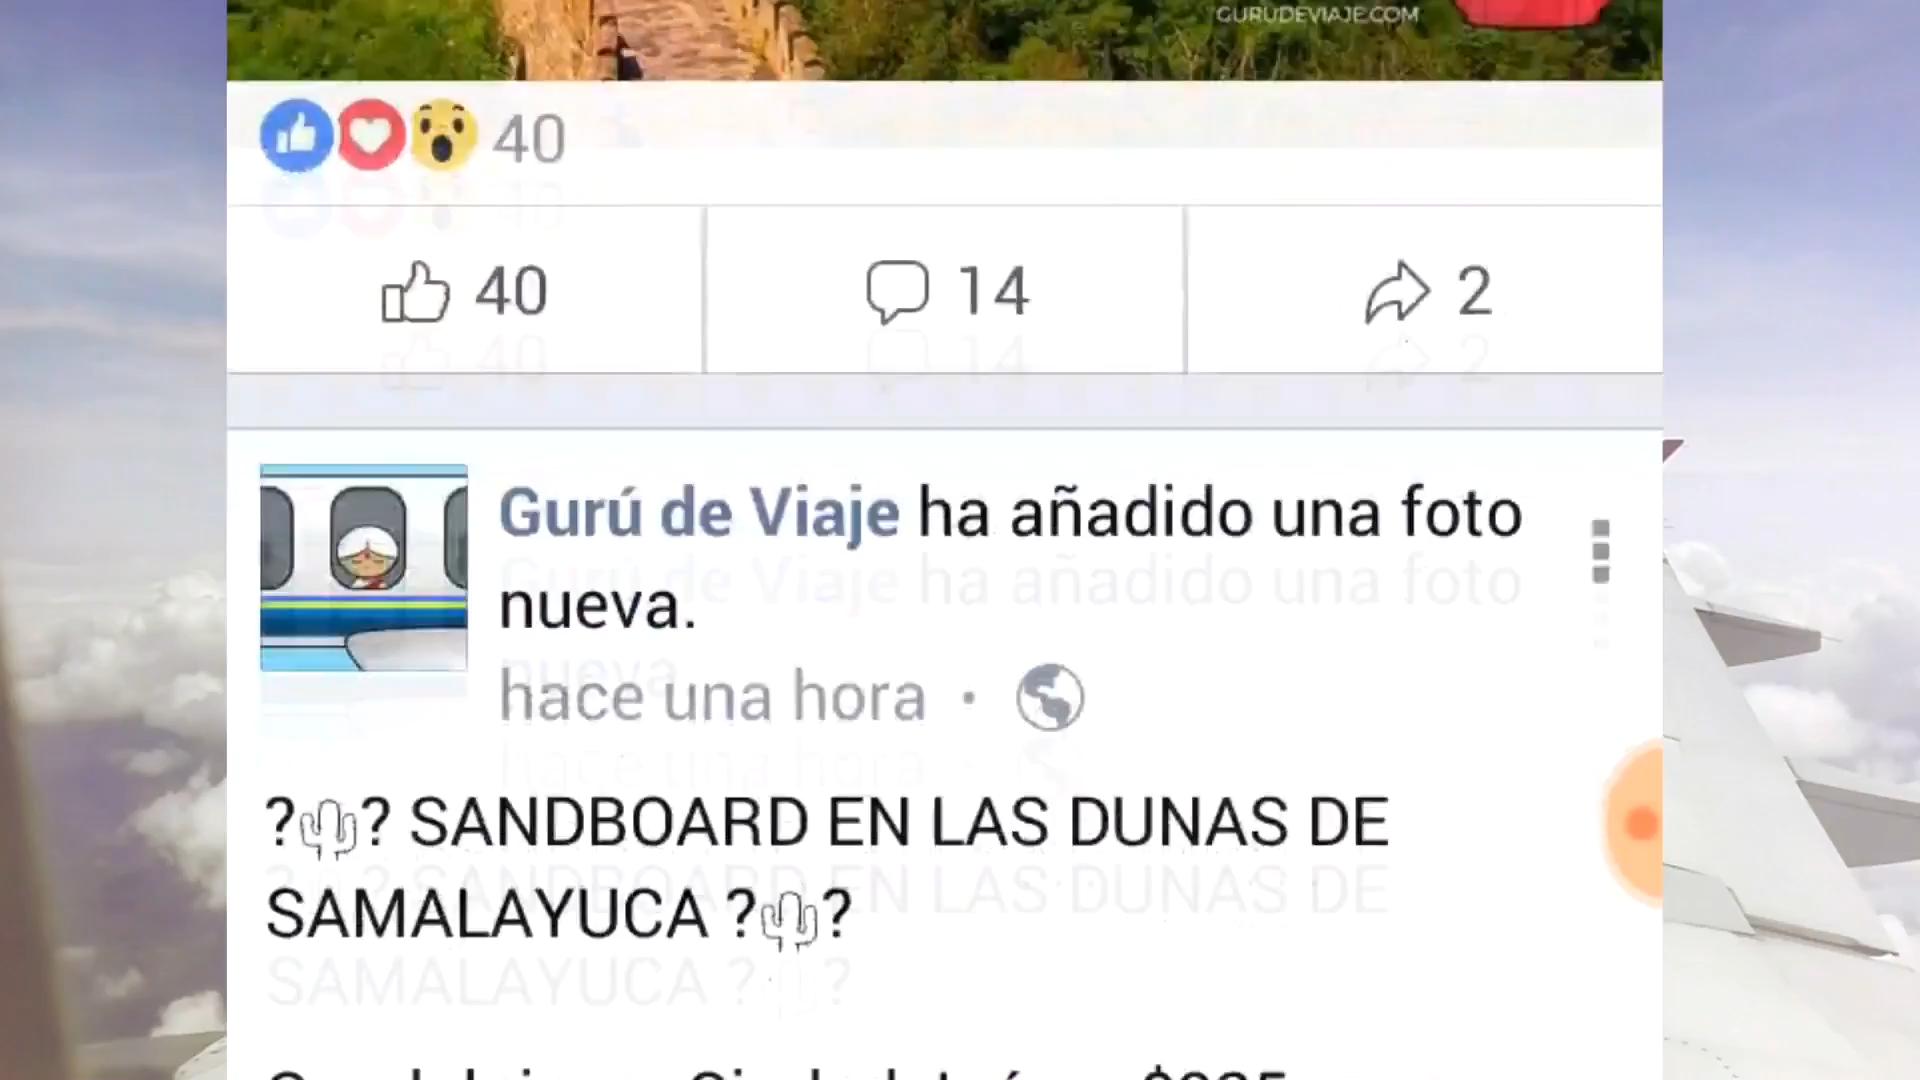 GURUDEVIAJE.COM
40
40 14 2
Gurú de Viaje ha añadido una foto
nueva.
hace una hora ·
?🌵? SANDBOARD EN LAS DUNAS DE
SAMALAYUCA ?🌵?